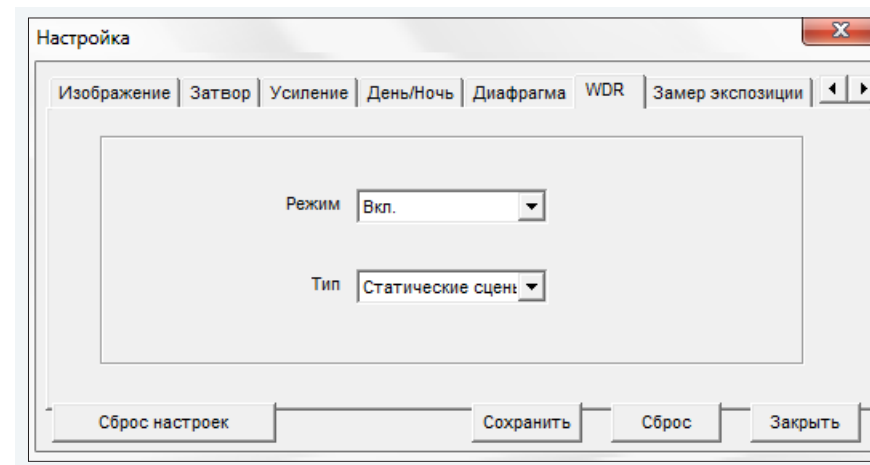 Настройка
Изображение Затвор Усиление День/Ночь Диафрагма WDR Замер экспозиции
Режим Вкл.
Тип Статические сцены
Сброс настроек Сохранить Сброс Закрыть